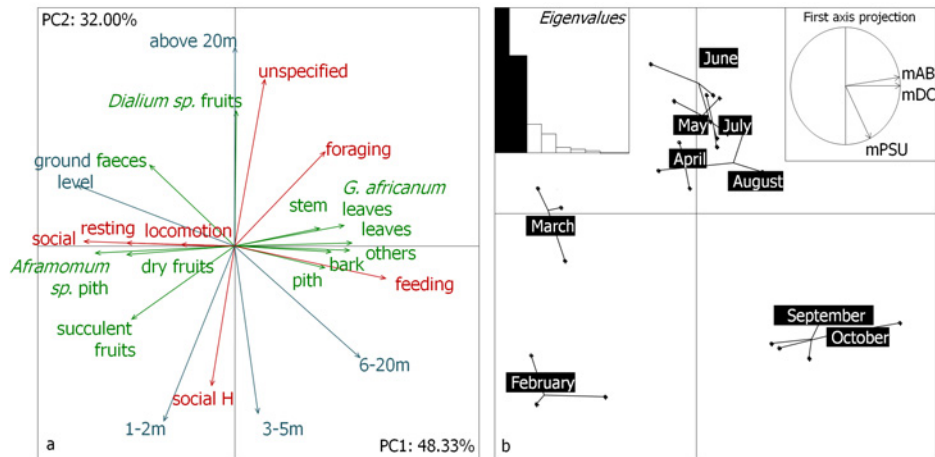 PC2: 32.00%
above 20m
unspecified
Dialium sp. fruits
ground
level
faeces
foraging
G. africanum
leaves
stem
leaves
social
resting
locomotion
others
Aframomum
sp. pith
dry fruits
bark
pith
feeding
succulent
fruits
6-20m
social H
1-2m
3-5m
a
PC1: 48.33%
Eigenvalues
First axis projection
mAB
mDC
mPSU
June
May
July
April
August
March
September
October
February
b